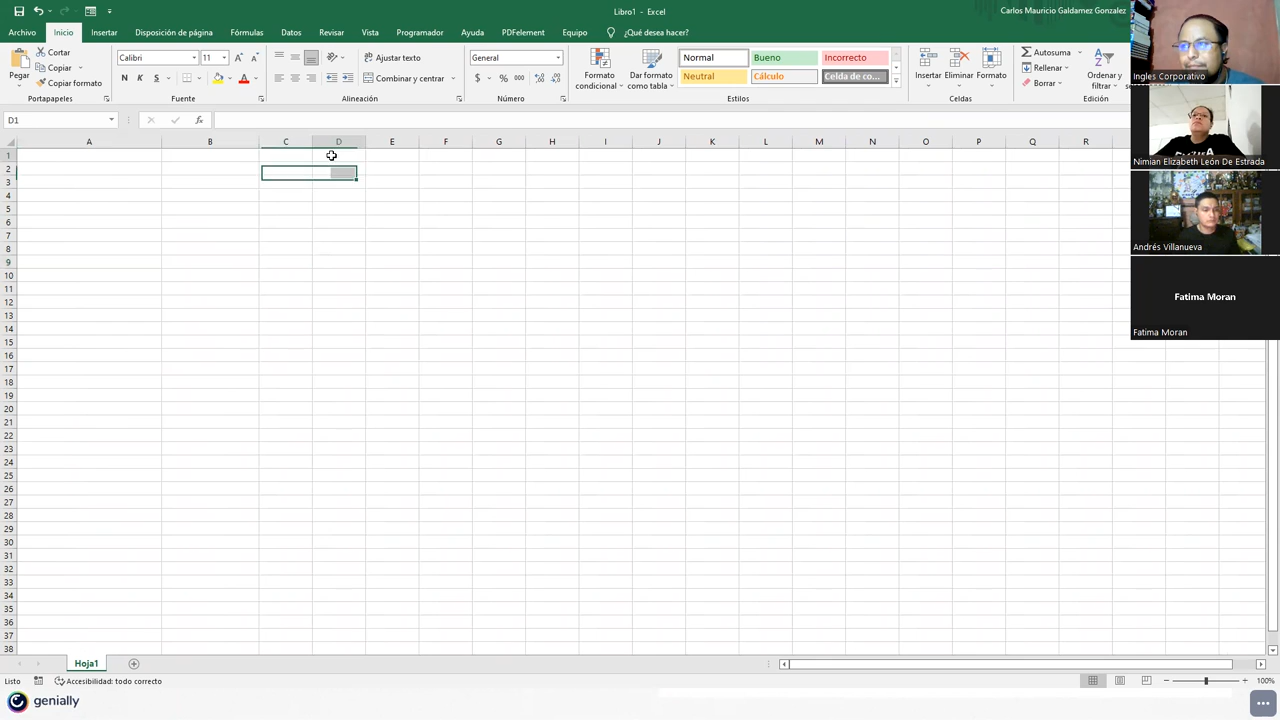 Libro1 - Excel
Carlos Mauricio Galdamez Gonzalez
Archivo Inicio Insertar Disposición de página Fórmulas Datos Revisar Vista Programador Ayuda PDFelement Equipo ¿Qué desea hacer?
Pegar
Cortar
Copiar
Copiar formato
Portapapeles
Calibri 11
N K S
Fuente
Ajustar texto
Combinar y centrar
Alineación
General
$ % 000
Número
Formato condicional
Dar formato como tabla
Normal Bueno Incorrecto
Neutral Cálculo Celda de co...
Estilos
Insertar Eliminar Formato
Celdas
Autosuma
Rellenar
Borrar
Ordenar y filtrar
Edición
D1
fx
A B C D E F G H I J K L M N O P Q R
1
2
3
4
5
6
7
8
9
10
11
12
13
14
15
16
17
18
19
20
21
22
23
24
25
26
27
28
29
30
31
32
33
34
35
36
37
38
Ingles Corporativo
Nimian Elizabeth León De Estrada
Andrés Villanueva
Fatima Moran
Fatima Moran
Hoja1
Listo
Accesibilidad: todo correcto
100%
genially